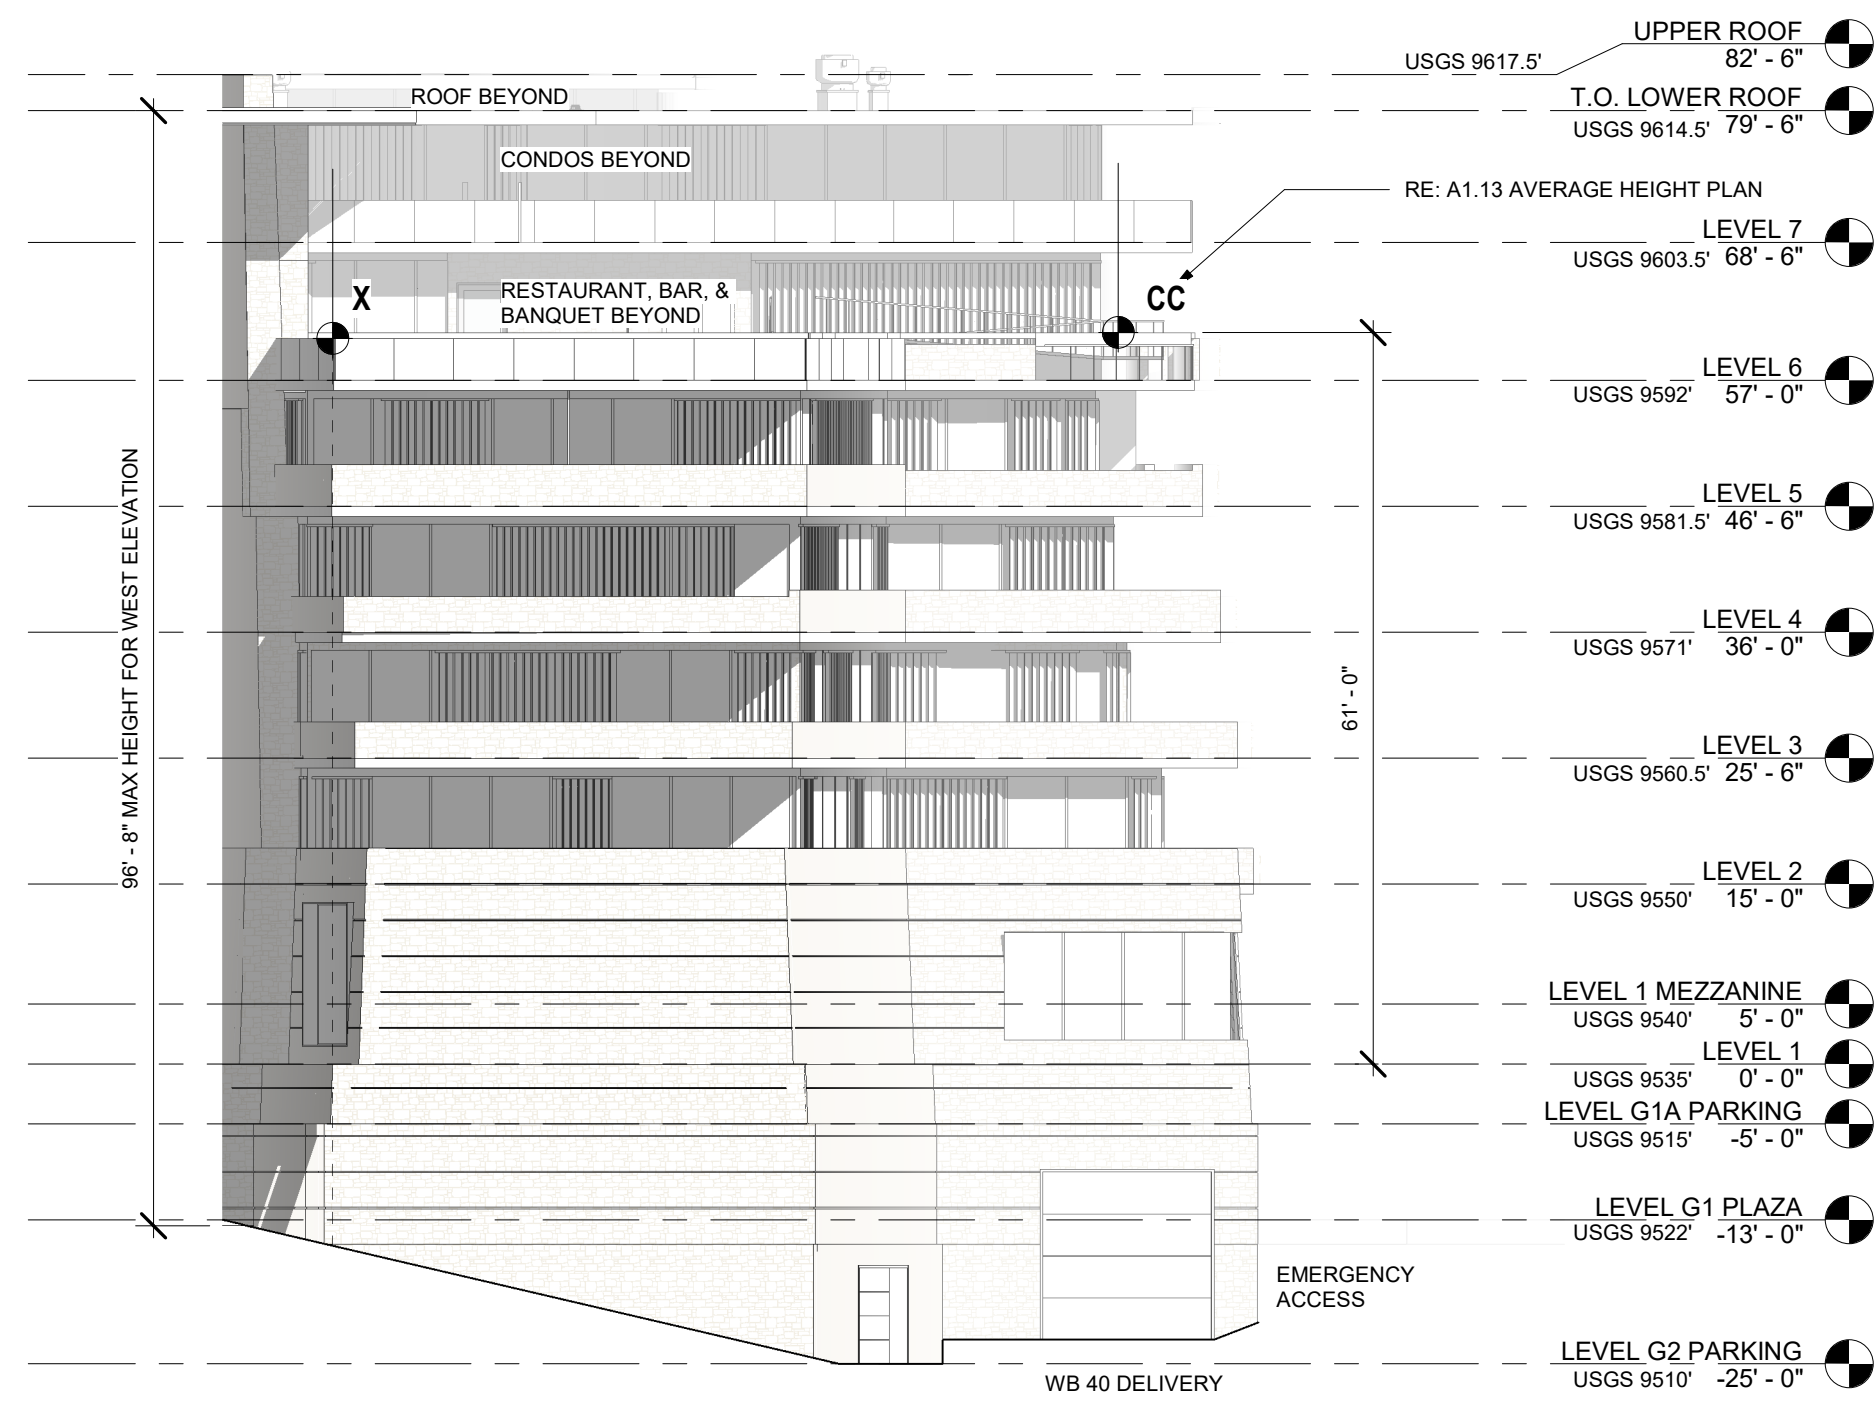 UPPER ROOF
USGS 9617.5' 82' - 6"
ROOF BEYOND
T.O. LOWER ROOF
USGS 9614.5' 79' - 6"
CONDOS BEYOND
RE: A1.13 AVERAGE HEIGHT PLAN
LEVEL 7
USGS 9603.5' 68' - 6"
X
RESTAURANT, BAR, &
BANQUET BEYOND
CC
LEVEL 6
USGS 9592' 57' - 0"
96' - 8" MAX HEIGHT FOR WEST ELEVATION
LEVEL 5
USGS 9581.5' 46' - 6"
LEVEL 4
USGS 9571' 36' - 0"
61' - 0"
LEVEL 3
USGS 9560.5' 25' - 6"
LEVEL 2
USGS 9550' 15' - 0"
LEVEL 1 MEZZANINE
USGS 9540' 5' - 0"
LEVEL 1
USGS 9535' 0' - 0"
LEVEL G1A PARKING
USGS 9515' -5' - 0"
LEVEL G1 PLAZA
USGS 9522' -13' - 0"
EMERGENCY
ACCESS
LEVEL G2 PARKING
USGS 9510' -25' - 0"
WB 40 DELIVERY